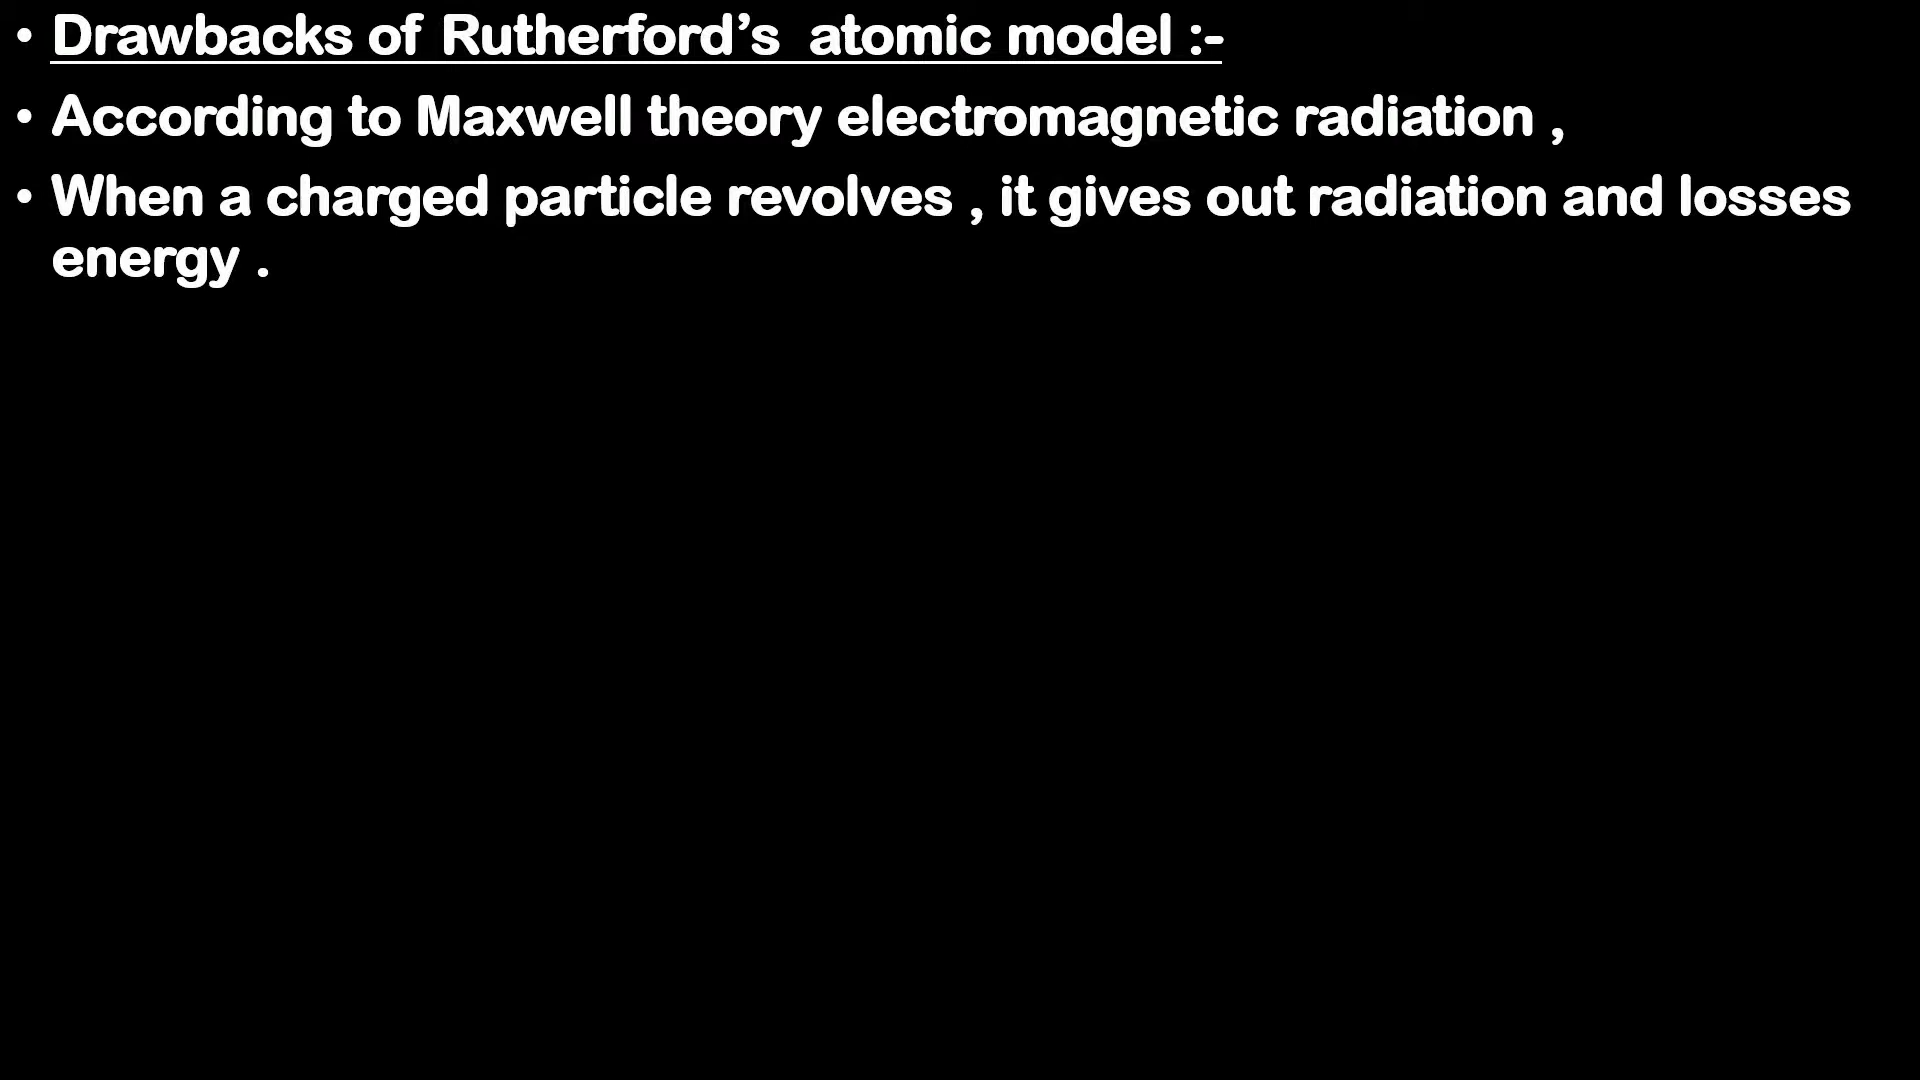 • Drawbacks of Rutherford’s  atomic model :-
• According to Maxwell theory electromagnetic radiation ,
• When a charged particle revolves , it gives out radiation and losses
energy .